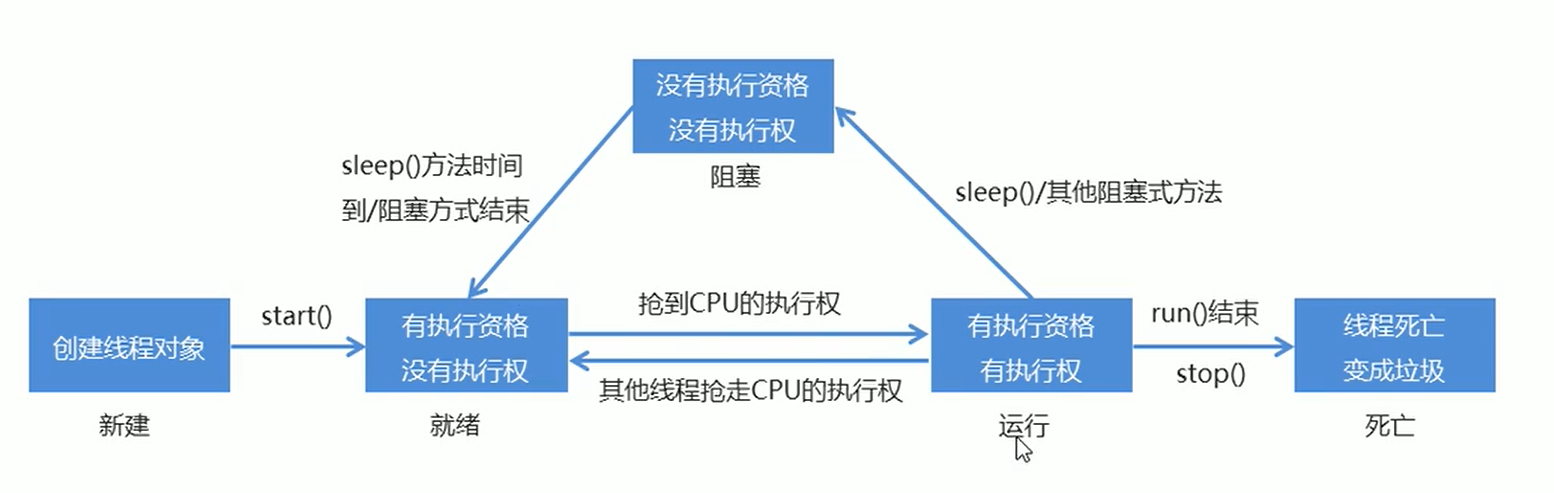 没有执行资格
没有执行权
阻塞
sleep()方法时间
到/阻塞方式结束
sleep()/其他阻塞式方法
创建线程对象
新建
start()
有执行资格
没有执行权
就绪
抢到CPU的执行权
其他线程抢走CPU的执行权
有执行资格
有执行权
运行
run()结束
stop()
线程死亡
变成垃圾
死亡